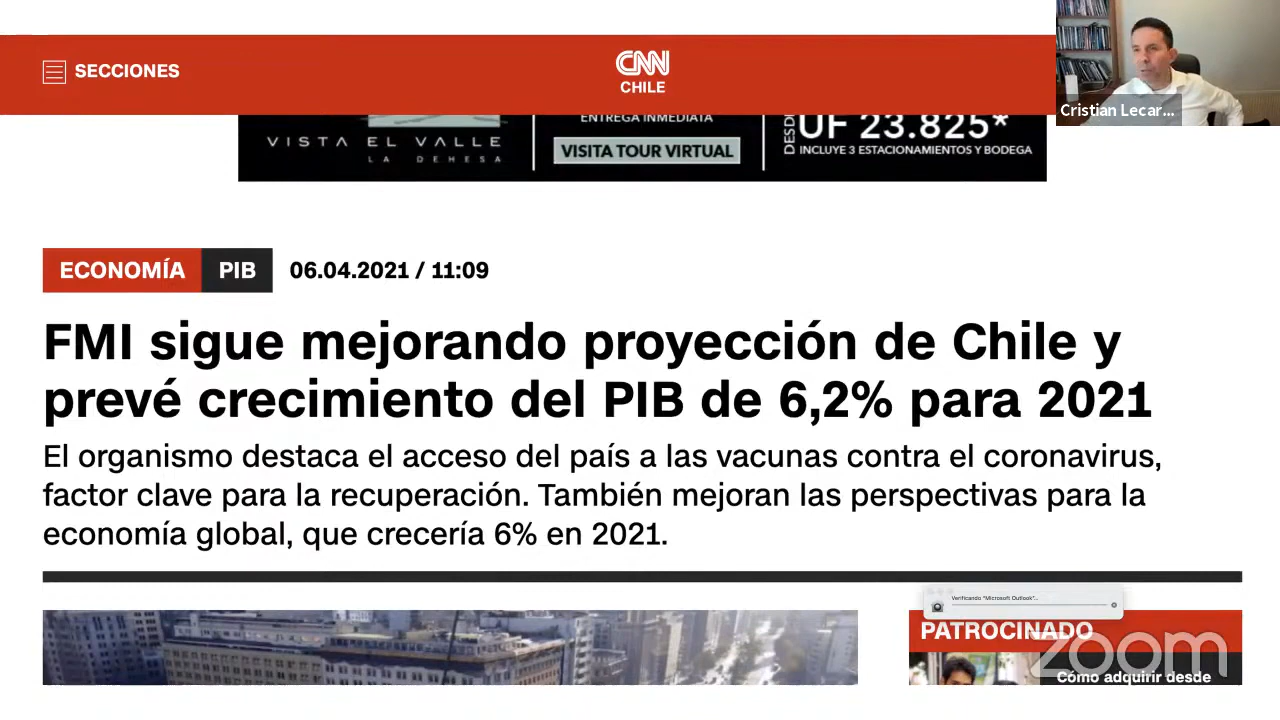 SECCIONES
CNN
CHILE
Cristian Lecar...
VISTA EL VALLE
LA DEHESA
ENTREGA INMEDIATA
VISITA TOUR VIRTUAL
UF 23.825*
INCLUYE 3 ESTACIONAMIENTOS Y BODEGA
ECONOMÍA PIB 06.04.2021 / 11:09
FMI sigue mejorando proyección de Chile y
prevé crecimiento del PIB de 6,2% para 2021
El organismo destaca el acceso del país a las vacunas contra el coronavirus,
factor clave para la recuperación. También mejoran las perspectivas para la
economía global, que crecería 6% en 2021.
Verificando "Microsoft Outlook"...
PATROCINADO
zoom
Cómo adquirir desde